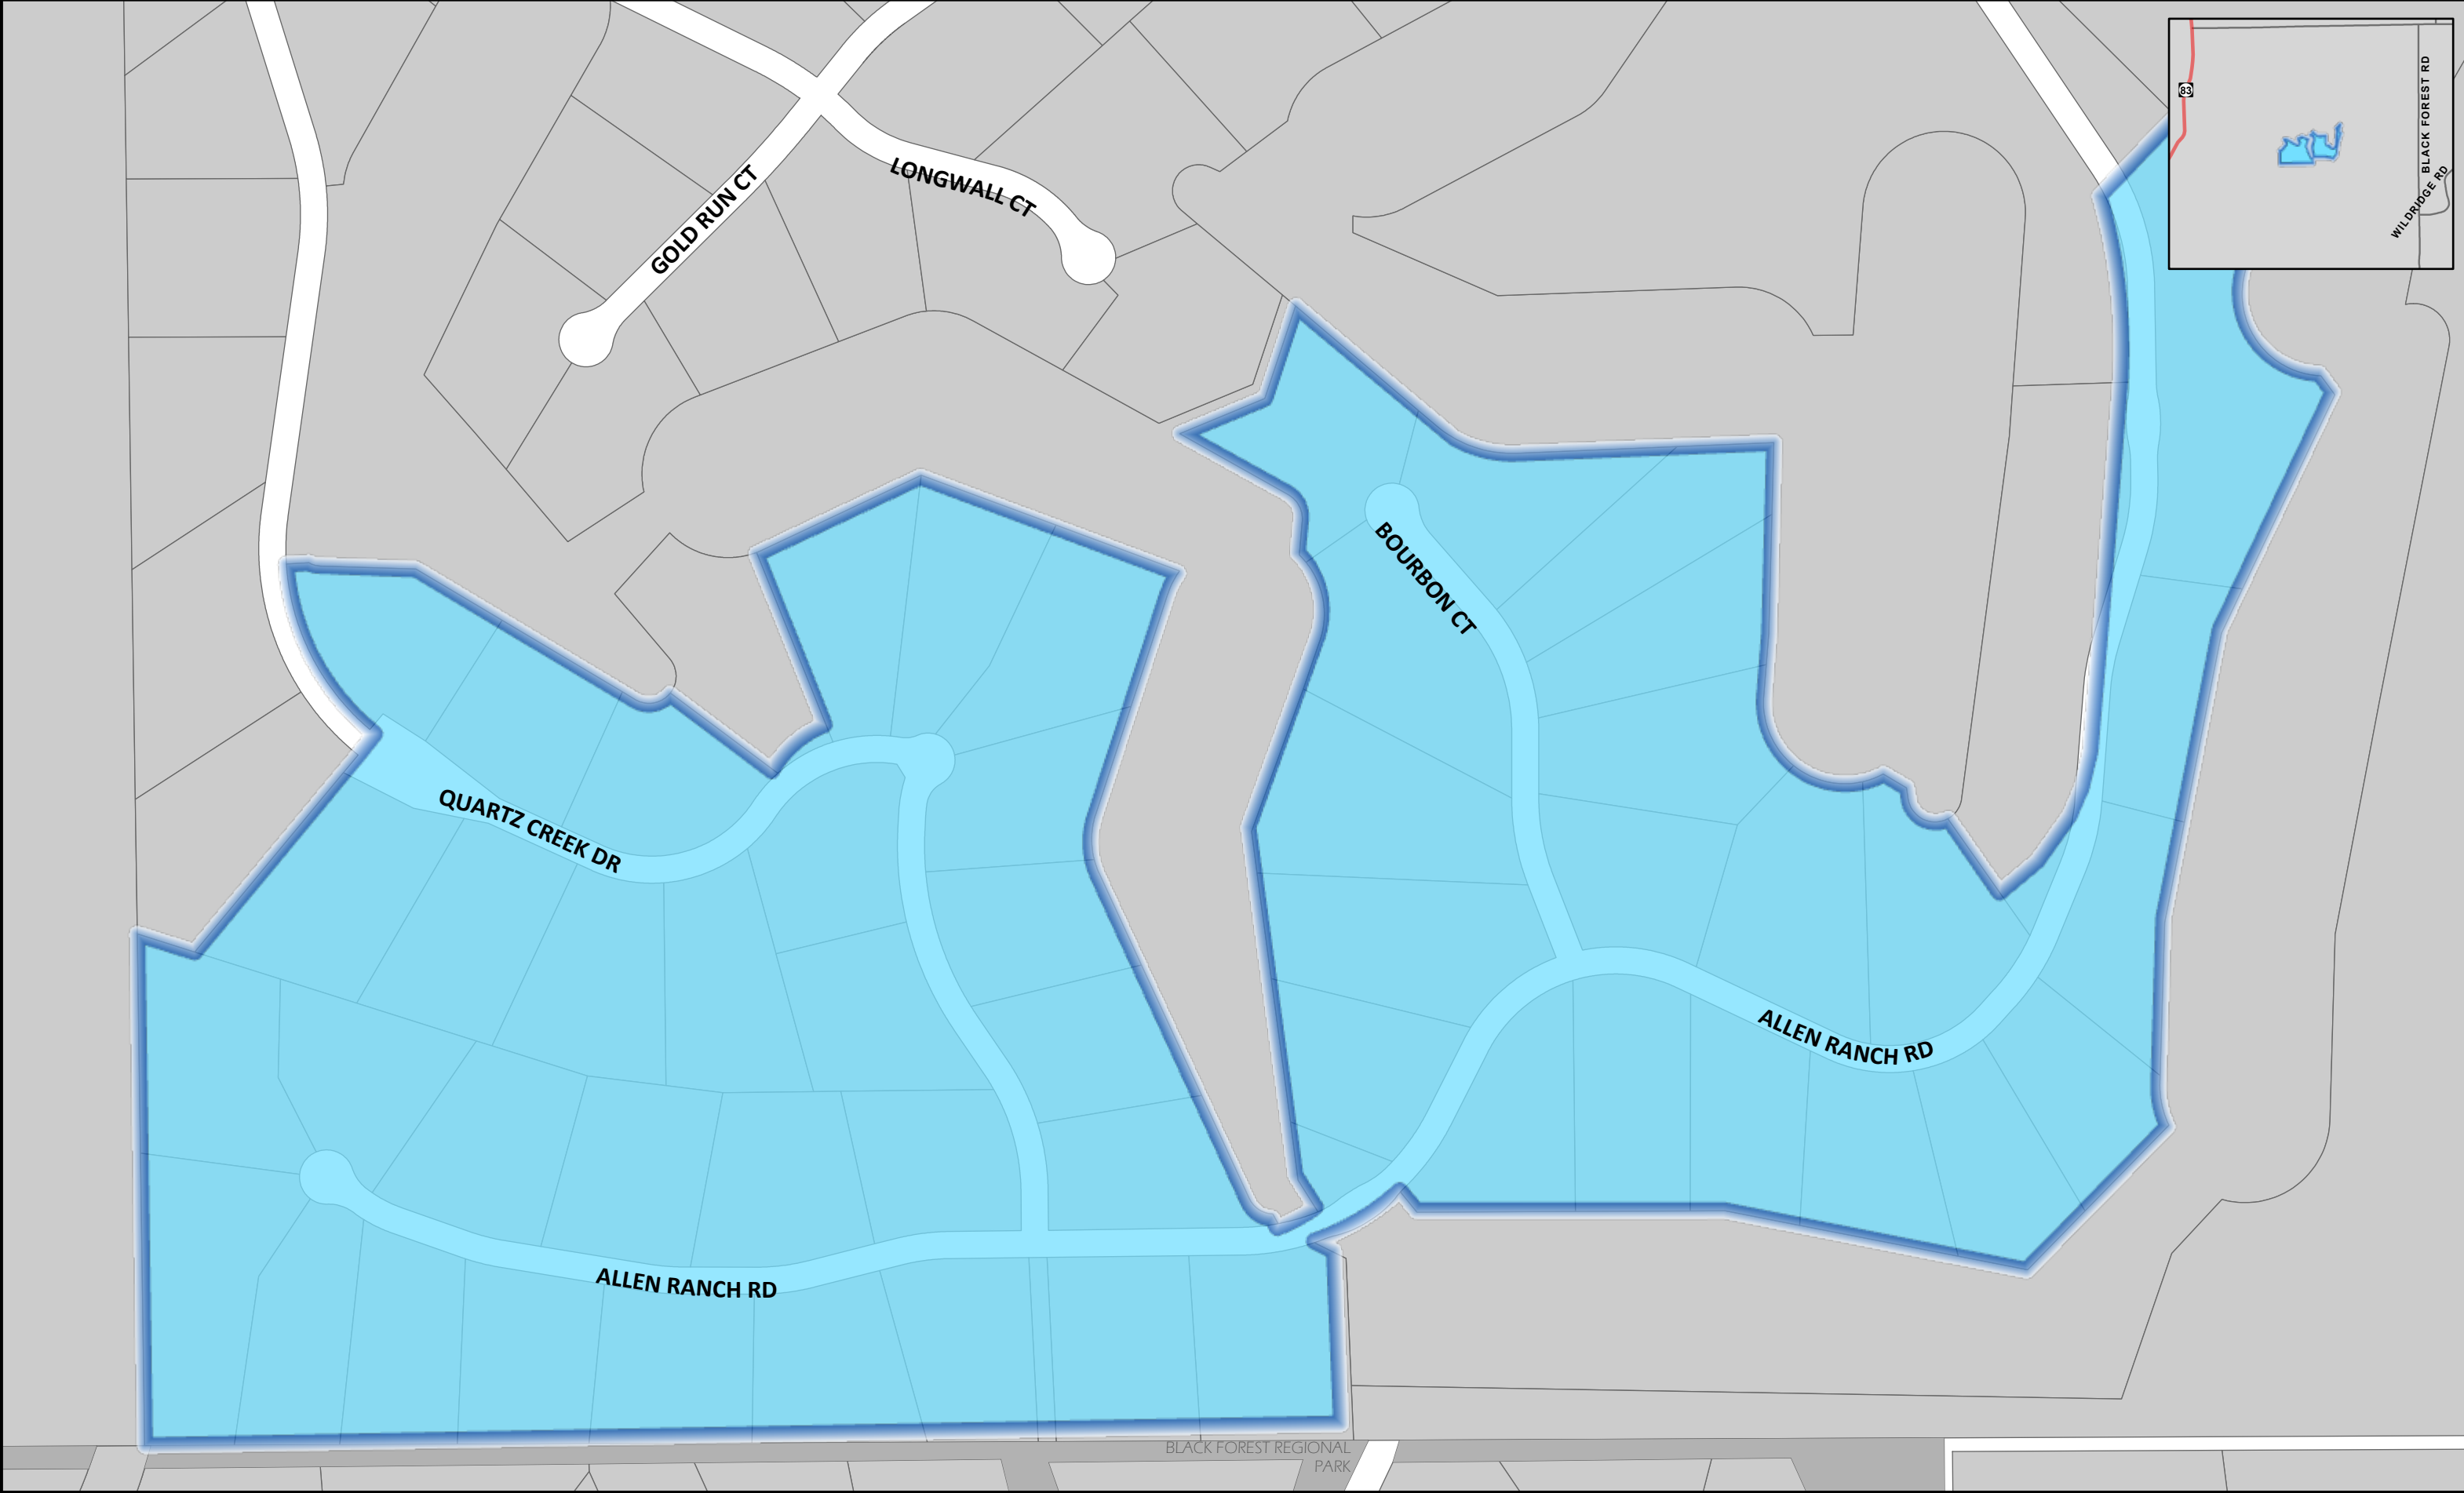 83
BLACK FOREST RD
WILDRIDGE RD
LONGWALL CT
GOLD RUN CT
BOURBON CT
QUARTZ CREEK DR
ALLEN RANCH RD
ALLEN RANCH RD
BLACK FOREST REGIONAL
PARK